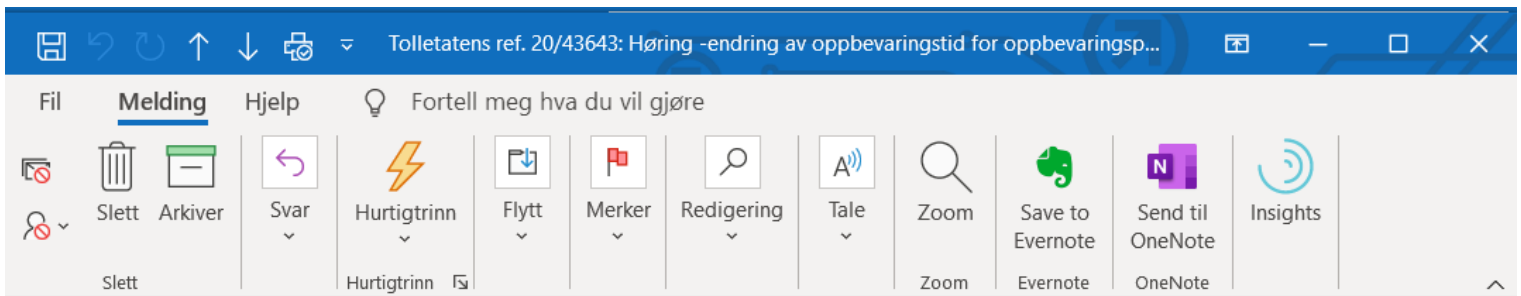 Tolletatens ref. 20/43643: Høring -endring av oppbevaringstid for oppbevaringsp...
Fil Melding Hjelp Fortell meg hva du vil gjøre
Slett Arkiver Svar Hurtigtrinn Flytt Merker Redigering Tale Zoom Save to Send til Insights
Evernote OneNote
Slett Hurtigtrinn Zoom Evernote OneNote